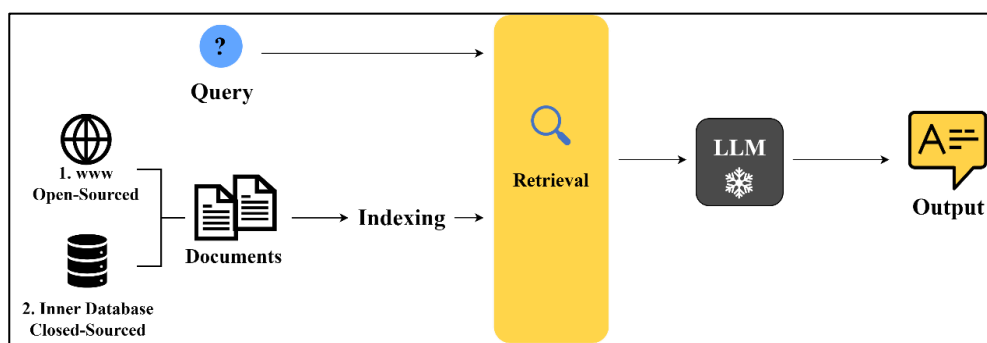 ?
Query
1. www
Open-Sourced
Documents
2. Inner Database
Closed-Sourced
Indexing
Retrieval
LLM
A
Output